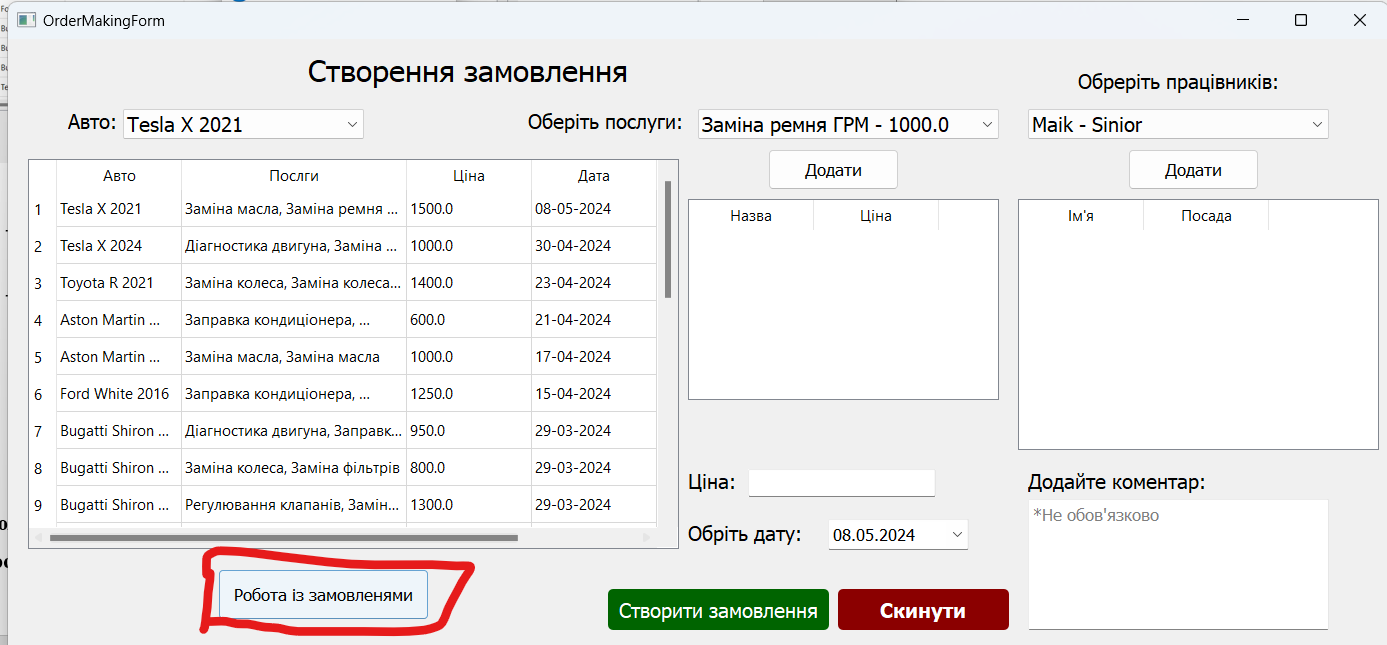 OrderMakingForm
Створення замовлення
Обреріть працівників:
Авто: Tesla X 2021
Оберіть послуги: Заміна ремня ГРМ - 1000.0
Maik - Sinior
Додати
Додати
Авто Послги Ціна Дата
1 Tesla X 2021 Заміна масла, Заміна ремня ... 1500.0 08-05-2024
2 Tesla X 2024 Діагностика двигуна, Заміна ... 1000.0 30-04-2024
3 Toyota R 2021 Заміна колеса, Заміна колеса... 1400.0 23-04-2024
4 Aston Martin ... Заправка кондиціонера, ... 600.0 21-04-2024
5 Aston Martin ... Заміна масла, Заміна масла 1000.0 17-04-2024
6 Ford White 2016 Заправка кондиціонера, ... 1250.0 15-04-2024
7 Bugatti Shiron ... Діагностика двигуна, Заправк... 950.0 29-03-2024
8 Bugatti Shiron ... Заміна колеса, Заміна фільтрів 800.0 29-03-2024
9 Bugatti Shiron ... Регулювання клапанів, Замін... 1300.0 29-03-2024
Назва Ціна
Ім'я Посада
Ціна:
Обріть дату: 08.05.2024
Додайте коментар:
*Не обов'язково
Робота із замовленями
Створити замовлення
Скинути